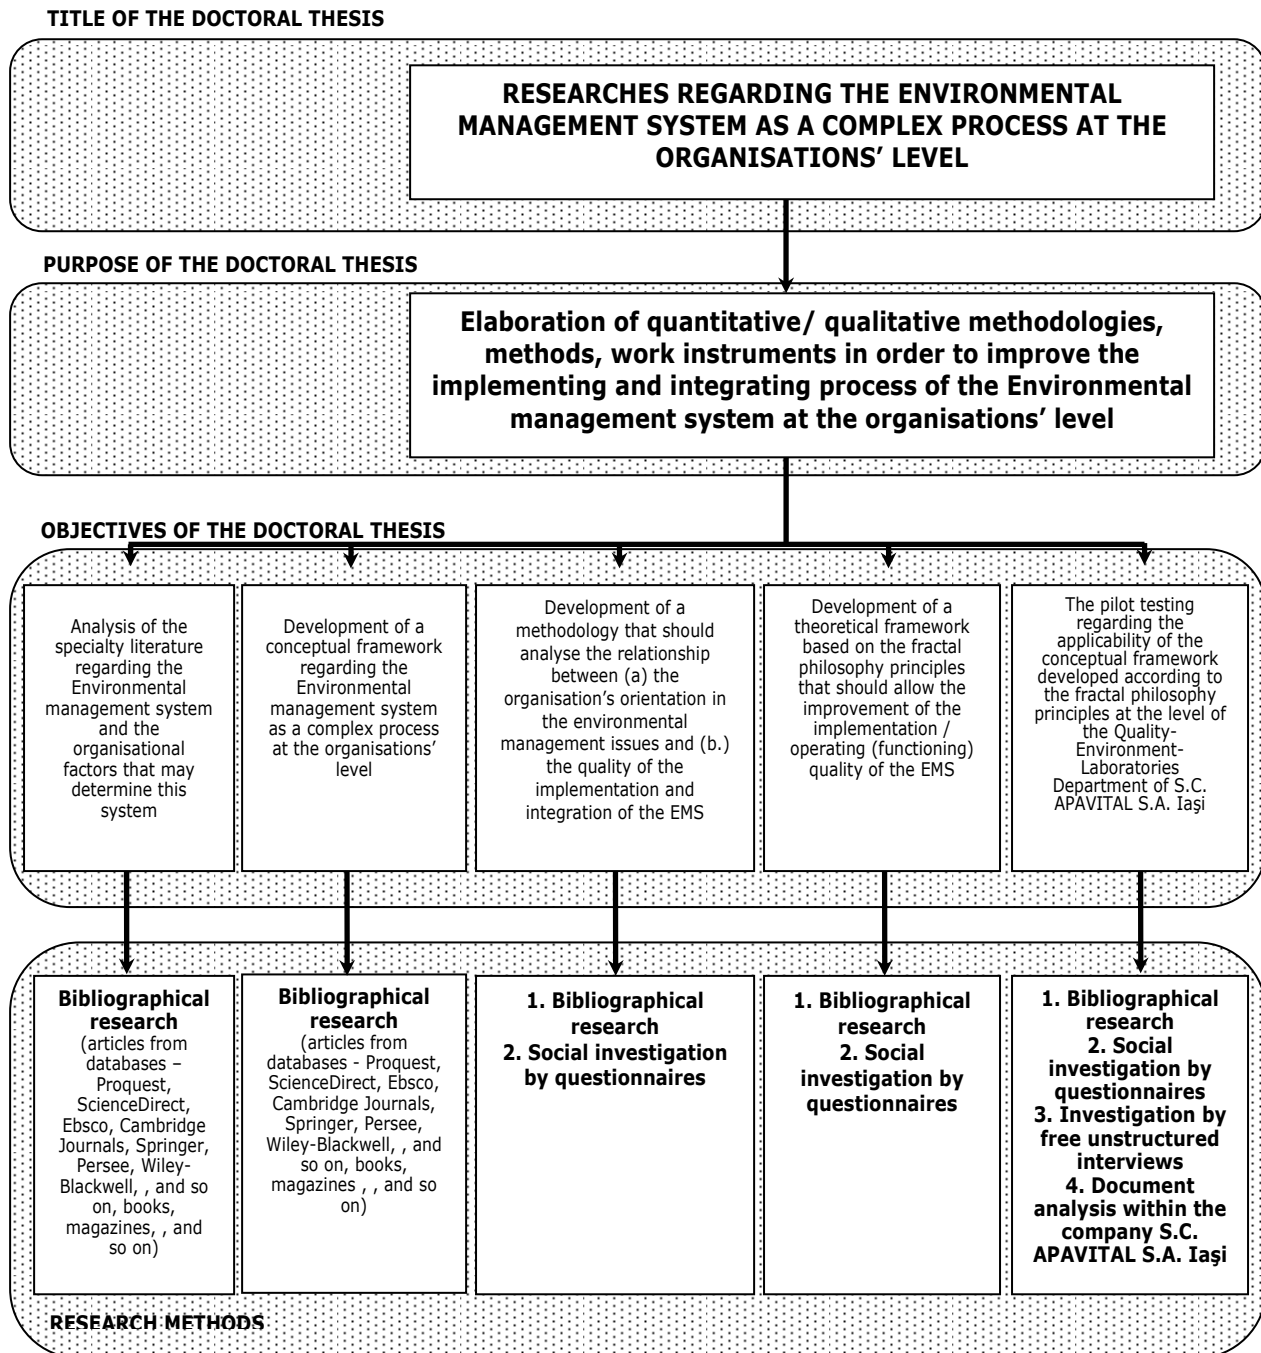 TITLE OF THE DOCTORAL THESIS
RESEARCHES REGARDING THE ENVIRONMENTAL
MANAGEMENT SYSTEM AS A COMPLEX PROCESS AT THE
ORGANISATIONS’ LEVEL
PURPOSE OF THE DOCTORAL THESIS
Elaboration of quantitative/ qualitative methodologies,
methods, work instruments in order to improve the
implementing and integrating process of the Environmental
management system at the organisations’ level
OBJECTIVES OF THE DOCTORAL THESIS
Analysis of the
specialty literature
regarding the
Environmental
management system
and the
organisational
factors that may
determine this
system
Development of a
conceptual framework
regarding the
Environmental
management system
as a complex process
at the organisations’
level
Development of a
methodology that should
analyse the relationship
between (a) the
organisation’s orientation in
the environmental
management issues and (b.)
the quality of the
implementation and
integration of the EMS
Development of a
theoretical framework
based on the fractal
philosophy principles
that should allow the
improvement of the
implementation /
operating (functioning)
quality of the EMS
The pilot testing
regarding the
applicability of the
conceptual framework
developed according to
the fractal philosophy
principles at the level of
the Quality-
Environment-
Laboratories
Department of S.C.
APAVITAL S.A. Iaşi
Bibliographical
research
(articles from
databases –
Proquest,
ScienceDirect,
Ebsco, Cambridge
Journals, Springer,
Persee, Wiley-
Blackwell, , and so
on, books,
magazines, , and
so on)
Bibliographical
research
(articles from
databases - Proquest,
ScienceDirect, Ebsco,
Cambridge Journals,
Springer, Persee,
Wiley-Blackwell, , and
so on, books,
magazines , , and so
on)
1. Bibliographical
research
2. Social investigation
by questionnaires
1. Bibliographical
research
2. Social
investigation by
questionnaires
1. Bibliographical
research
2. Social
investigation by
questionnaires
3. Investigation by
free unstructured
interviews
4. Document
analysis within the
company S.C.
APAVITAL S.A. Iaşi
RESEARCH METHODS